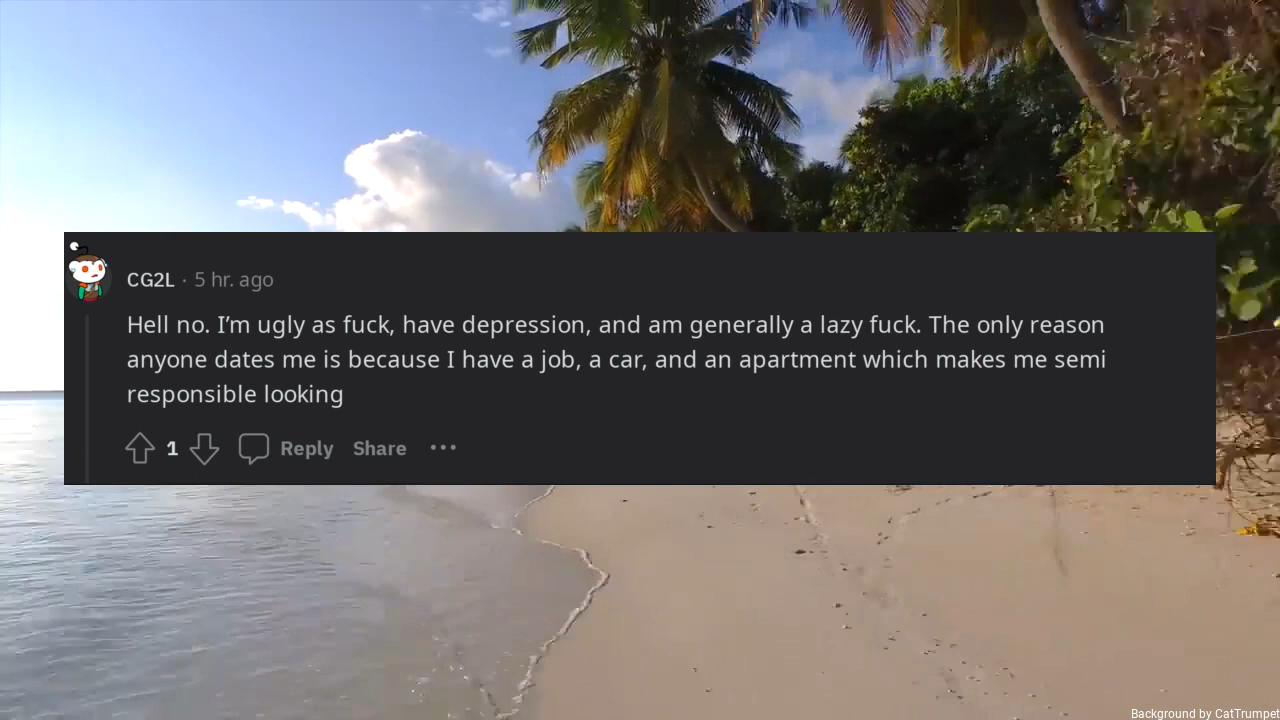 CG2L · 5 hr. ago
Hell no. I’m ugly as fuck, have depression, and am generally a lazy fuck. The only reason
anyone dates me is because I have a job, a car, and an apartment which makes me semi
responsible looking
1 Reply Share ···
Background by CatTrumpet